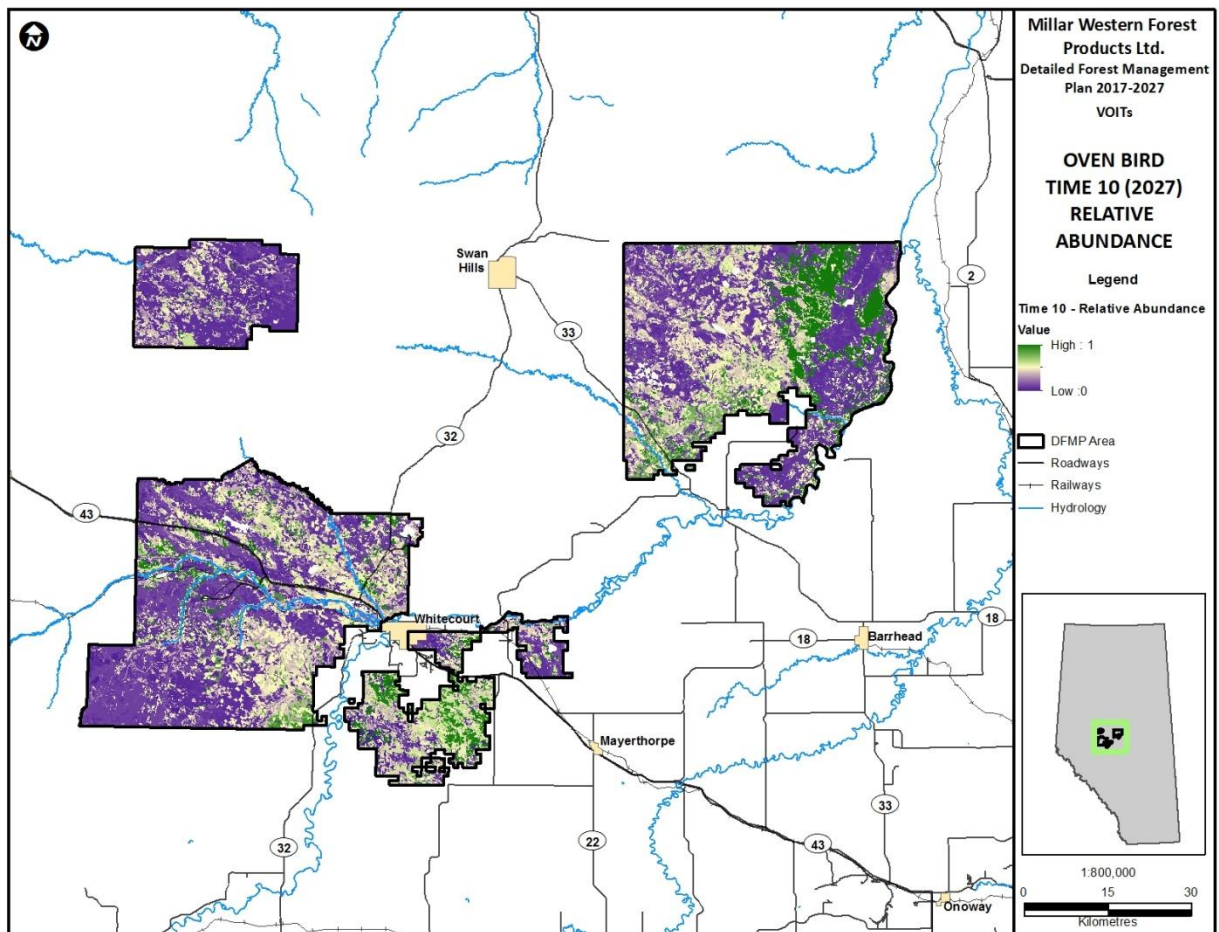 N
Swan
Hills
33
2
32
43
Whitecourt
18
Barrhead
18
Mayerthorpe
33
32
22
43
Onoway
Millar Western Forest
Products Ltd.
Detailed Forest Management
Plan 2017-2027
VOITs
OVEN BIRD
TIME 10 (2027)
RELATIVE
ABUNDANCE
Legend
Time 10 - Relative Abundance
Value
High : 1
Low :0
DFMP Area
Roadways
Railways
Hydrology
1:800,000
0 15 30
Kilometres